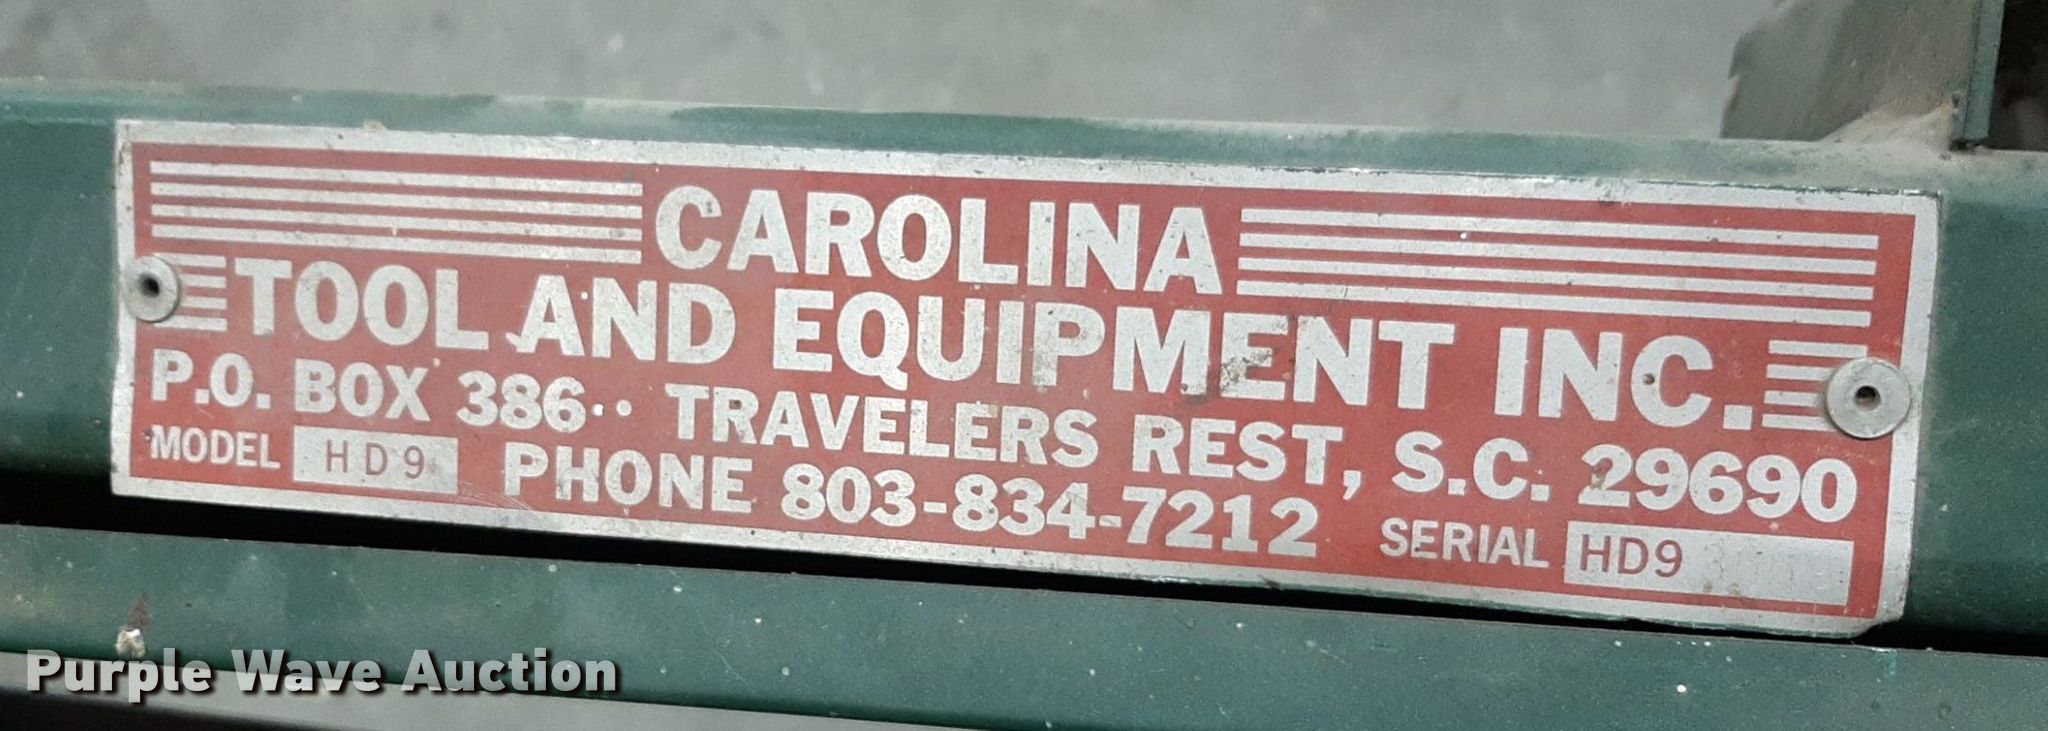 CAROLINA
TOOL AND EQUIPMENT INC.
P.O. BOX 386 · TRAVELERS REST, S.C. 29690
MODEL HD9 PHONE 803-834-7212 SERIAL HD9
Purple Wave Auction